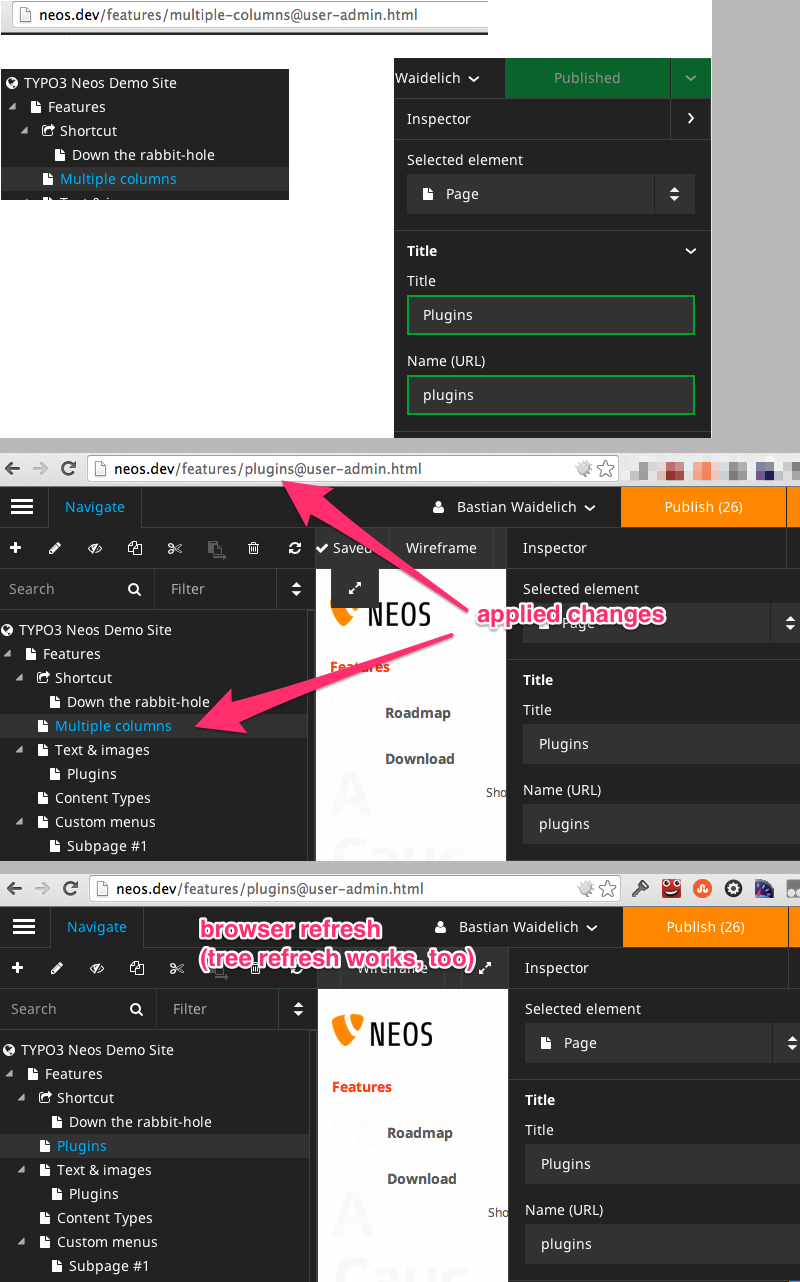 neos.dev/features/multiple-columns@user-admin.html
TYPO3 Neos Demo Site
Features
Shortcut
Down the rabbit-hole
Multiple columns
Waidelich
Published
Inspector
Selected element
Page
Title
Title
Plugins
Name (URL)
plugins
neos.dev/features/plugins@user-admin.html
Navigate
Bastian Waidelich
Publish (26)
Saved
Wireframe
Inspector
Search
Filter
Selected element
Page
applied changes
NEOS
TYPO3 Neos Demo Site
Features
Shortcut
Down the rabbit-hole
Multiple columns
Text & images
Plugins
Content Types
Custom menus
Subpage #1
Features
Roadmap
Download
Sho
A
Cauc
Title
Title
Plugins
Name (URL)
plugins
neos.dev/features/plugins@user-admin.html
Navigate
browser refresh
(tree refresh works, too)
Bastian Waidelich
Publish (26)
Wireframe
Inspector
Search
Filter
Selected element
Page
NEOS
TYPO3 Neos Demo Site
Features
Shortcut
Down the rabbit-hole
Plugins
Text & images
Plugins
Content Types
Custom menus
Subpage #1
Features
Roadmap
Download
Sho
A
Title
Title
Plugins
Name (URL)
plugins